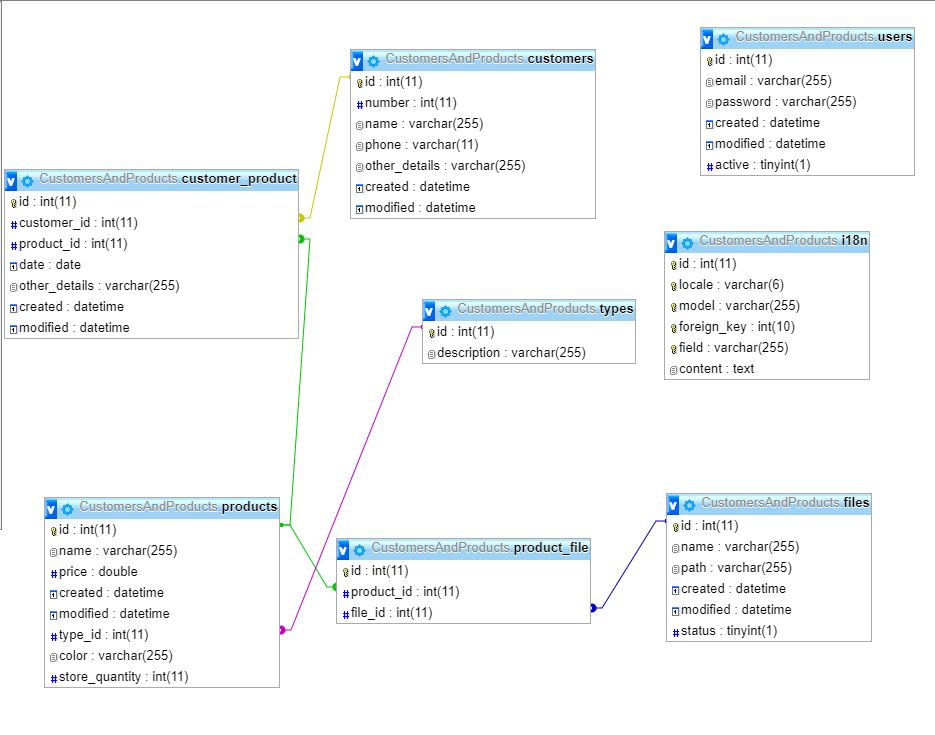 CustomersAndProducts.customers
id : int(11)
number : int(11)
name : varchar(255)
phone : varchar(11)
other_details : varchar(255)
created : datetime
modified : datetime
CustomersAndProducts.users
id : int(11)
email : varchar(255)
password : varchar(255)
created : datetime
modified : datetime
active : tinyint(1)
CustomersAndProducts.customer_product
id : int(11)
customer_id : int(11)
product_id : int(11)
date : date
other_details : varchar(255)
created : datetime
modified : datetime
CustomersAndProducts.i18n
id : int(11)
locale : varchar(6)
model : varchar(255)
foreign_key : int(10)
field : varchar(255)
content : text
CustomersAndProducts.types
id : int(11)
description : varchar(255)
CustomersAndProducts.products
id : int(11)
name : varchar(255)
price : double
created : datetime
modified : datetime
type_id : int(11)
color : varchar(255)
store_quantity : int(11)
CustomersAndProducts.product_file
id : int(11)
product_id : int(11)
file_id : int(11)
CustomersAndProducts.files
id : int(11)
name : varchar(255)
path : varchar(255)
created : datetime
modified : datetime
status : tinyint(1)